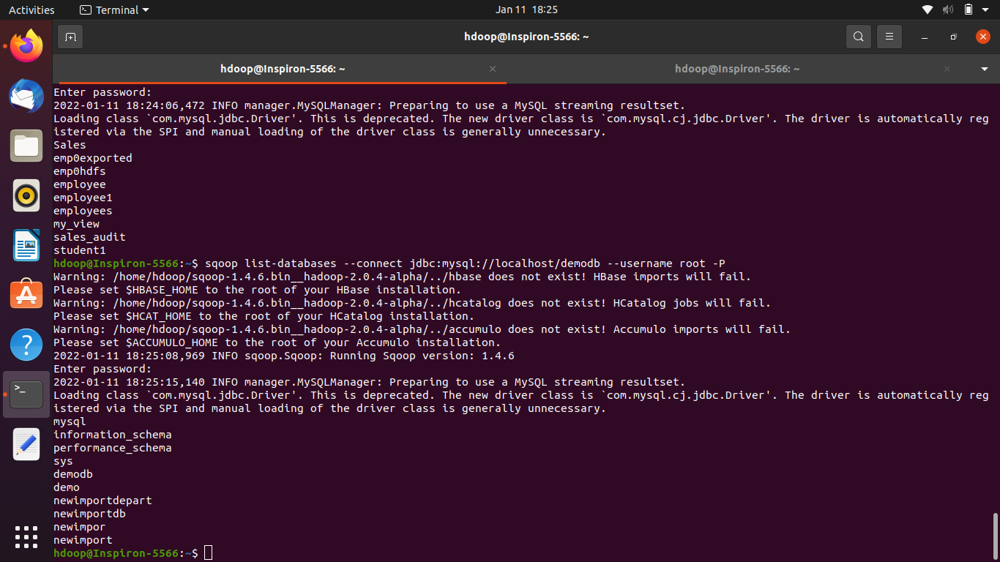 Activities
Terminal
Jan 11 18:25
hdoop@Inspiron-5566: ~
hdoop@Inspiron-5566: ~
hdoop@Inspiron-5566: ~
Enter password:
2022-01-11 18:24:06,472 INFO manager.MySQLManager: Preparing to use a MySQL streaming resultset.
Loading class `com.mysql.jdbc.Driver'. This is deprecated. The new driver class is `com.mysql.cj.jdbc.Driver'. The driver is automatically reg
istered via the SPI and manual loading of the driver class is generally unnecessary.
Sales
emp0exported
emp0hdfs
employee
employee1
employees
my_view
sales_audit
student1
hdoop@Inspiron-5566:~$ sqoop list-databases --connect jdbc:mysql://localhost/demodb --username root -P
Warning: /home/hdoop/sqoop-1.4.6.bin__hadoop-2.0.4-alpha/../hbase does not exist! HBase imports will fail.
Please set $HBASE_HOME to the root of your HBase installation.
Warning: /home/hdoop/sqoop-1.4.6.bin__hadoop-2.0.4-alpha/../hcatalog does not exist! HCatalog jobs will fail.
Please set $HCAT_HOME to the root of your HCatalog installation.
Warning: /home/hdoop/sqoop-1.4.6.bin__hadoop-2.0.4-alpha/../accumulo does not exist! Accumulo imports will fail.
Please set $ACCUMULO_HOME to the root of your Accumulo installation.
2022-01-11 18:25:08,969 INFO sqoop.Sqoop: Running Sqoop version: 1.4.6
Enter password:
2022-01-11 18:25:15,140 INFO manager.MySQLManager: Preparing to use a MySQL streaming resultset.
Loading class `com.mysql.jdbc.Driver'. This is deprecated. The new driver class is `com.mysql.cj.jdbc.Driver'. The driver is automatically reg
istered via the SPI and manual loading of the driver class is generally unnecessary.
mysql
information_schema
performance_schema
sys
demodb
demo
newimportdepart
newimportdb
newimpor
newimport
hdoop@Inspiron-5566:~$